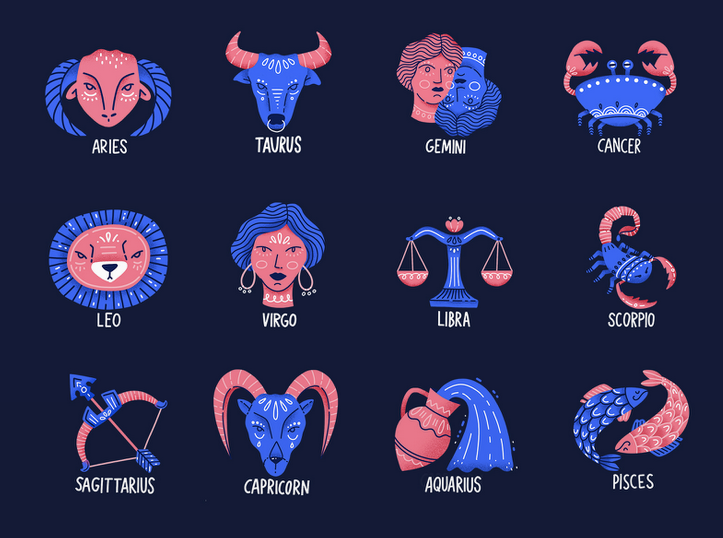 ARIES
TAURUS
GEMINI
CANCER
LEO
VIRGO
LIBRA
SCORPIO
SAGITTARIUS
CAPRICORN
AQUARIUS
PISCES